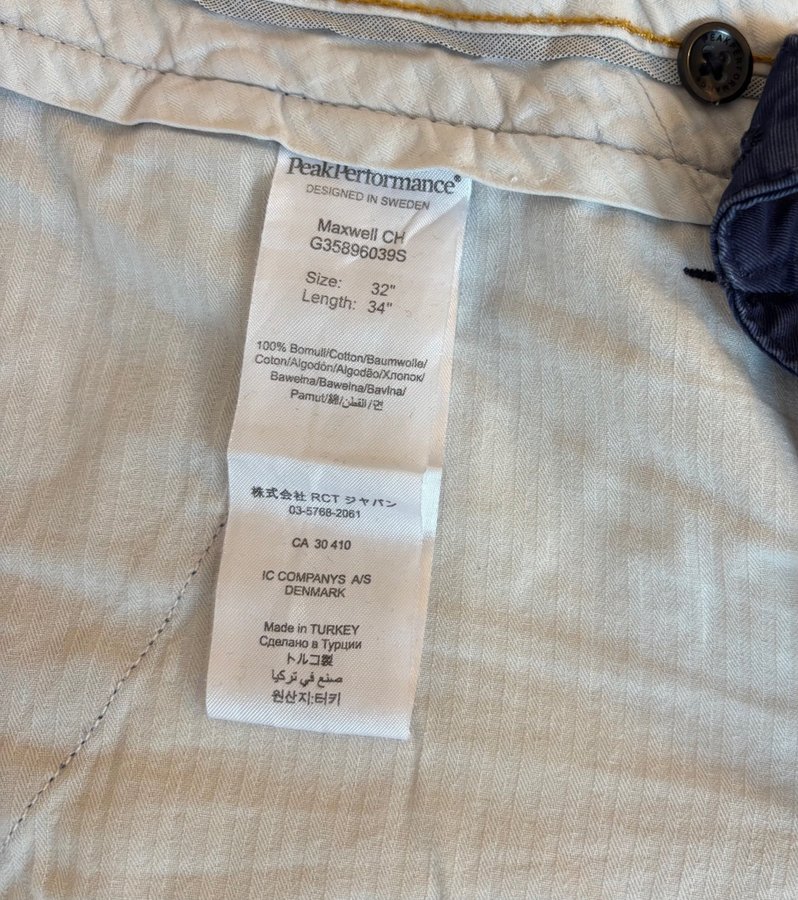 PEAK PERFORMA
PeakPerformance®
DESIGNED IN SWEDEN
Maxwell CH
G35896039S
Size: 32"
Length: 34"
100% Bomull/Cotton/Baumwolle/
Coton/Algodón/Algodão/Хлопок/
Bawełna/Bawelna/Bavlna/
Pamut/綿/القطن/면
株式会社 RCT ジャパン
03-5768-2061
CA 30 410
IC COMPANYS A/S
DENMARK
Made in TURKEY
Сделано в Турции
トルコ製
صنع في تركيا
원산지:터키